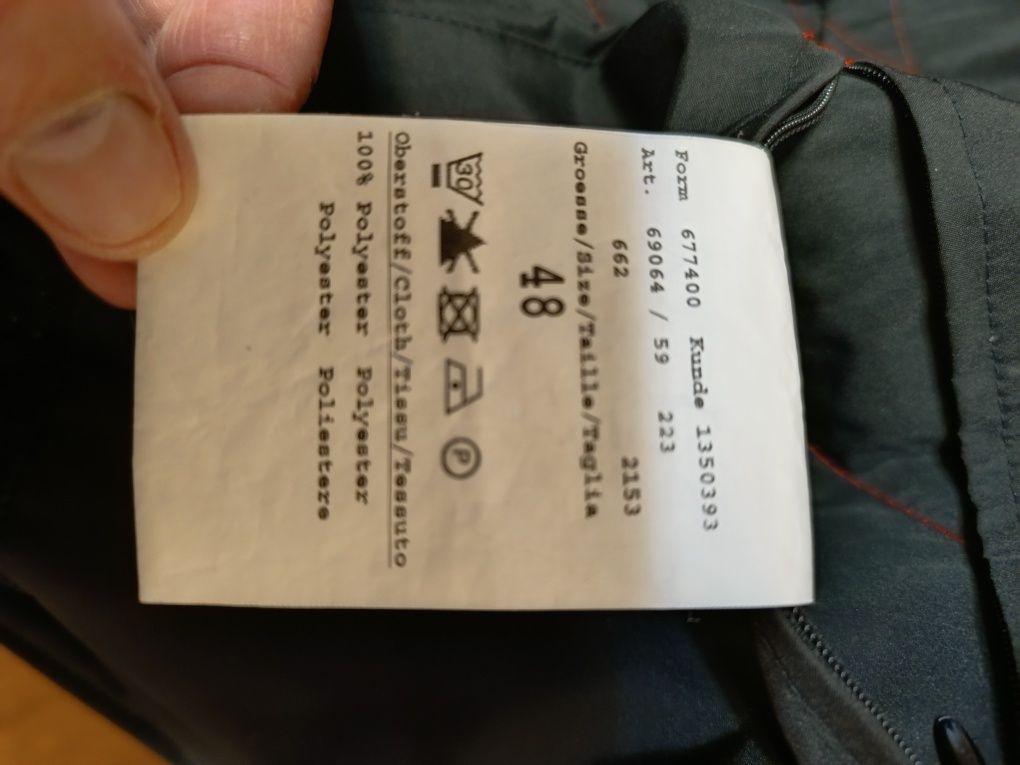 Form 677400 Kunde 1350393
Art. 69064 / 59 223
662 2153
Groesse/Size/Taille/Taglia
48
30
P
Oberstoff/Cloth/Tissu/Tessuto
100% Polyester Polyester
Polyester Poliestere